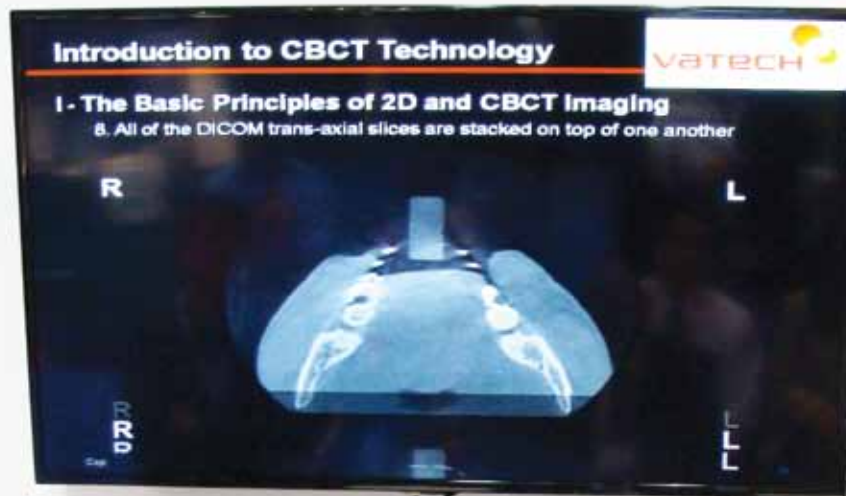 Introduction to CBCT Technology
vatech
I - The Basic Principles of 2D and CBCT Imaging
8. All of the DICOM trans-axial slices are stacked on top of one another
R
L
R
R
R
L
L
L